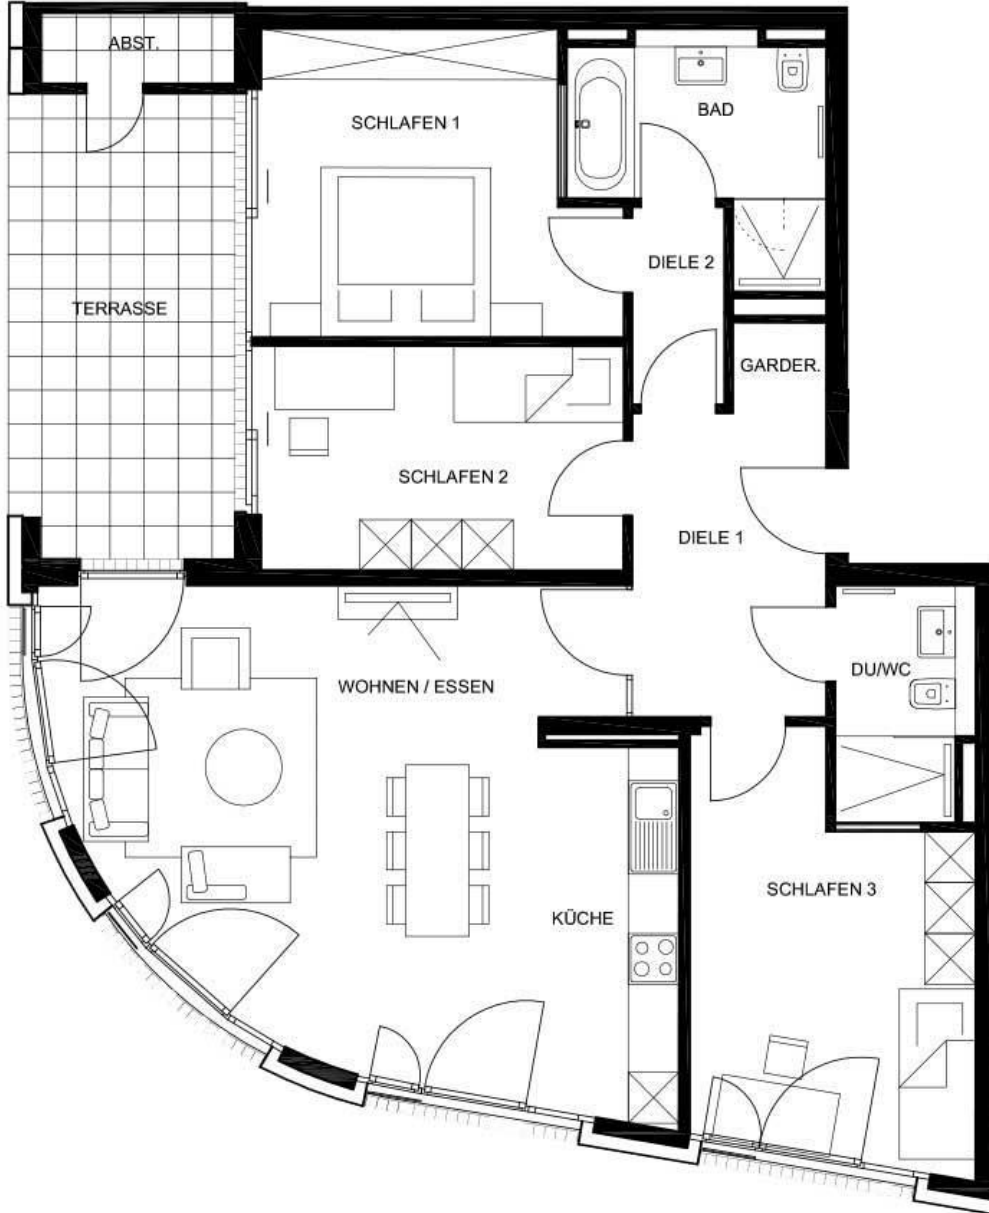 ABST.
SCHLAFEN 1
BAD
DIELE 2
TERRASSE
GARDER.
SCHLAFEN 2
DIELE 1
DU/WC
WOHNEN / ESSEN
SCHLAFEN 3
KÜCHE